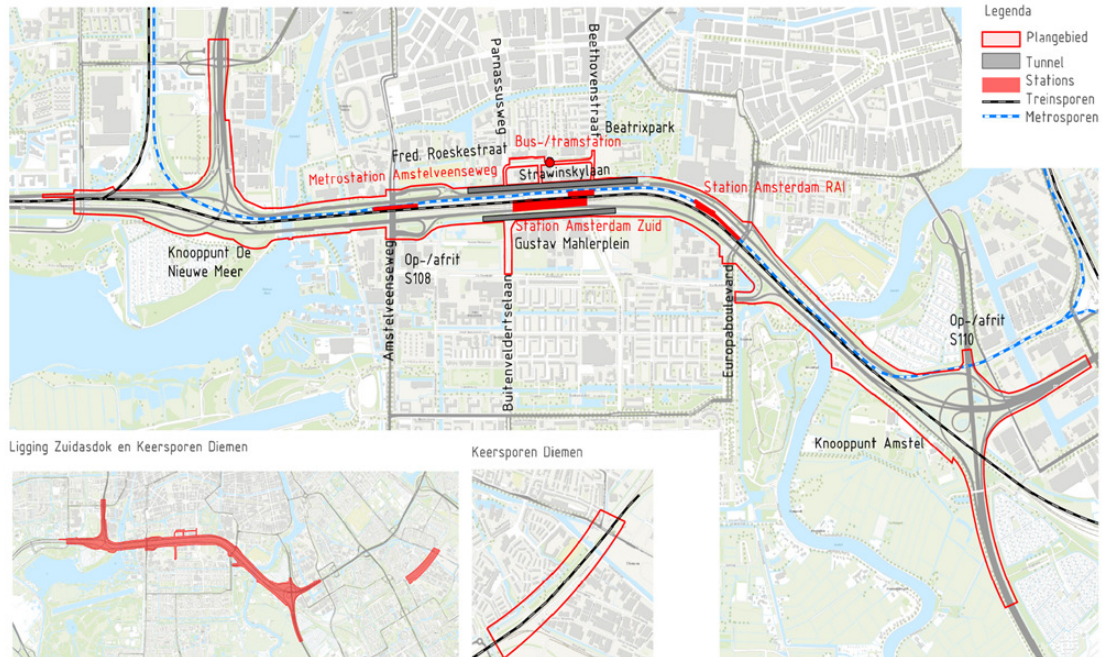 Legenda
Plangebied
Tunnel
Stations
Treinsporen
Metrosporen
Parnassusweg
Beethovenstraat
Beatrixpark
Bus-/tramstation
Fred. Roeskestraat
Strawinskylaan
Metrostation Amstelveenseweg
Station Amsterdam RAI
Station Amsterdam Zuid
Gustav Mahlerplein
Knooppunt De
Nieuwe Meer
Op-/afrit
S108
Amstelveenseweg
Buitenveldertselaan
Europaboulevard
Op-/afrit
S110
Knooppunt Amstel
Ligging Zuidasdok en Keersporen Diemen
Keersporen Diemen